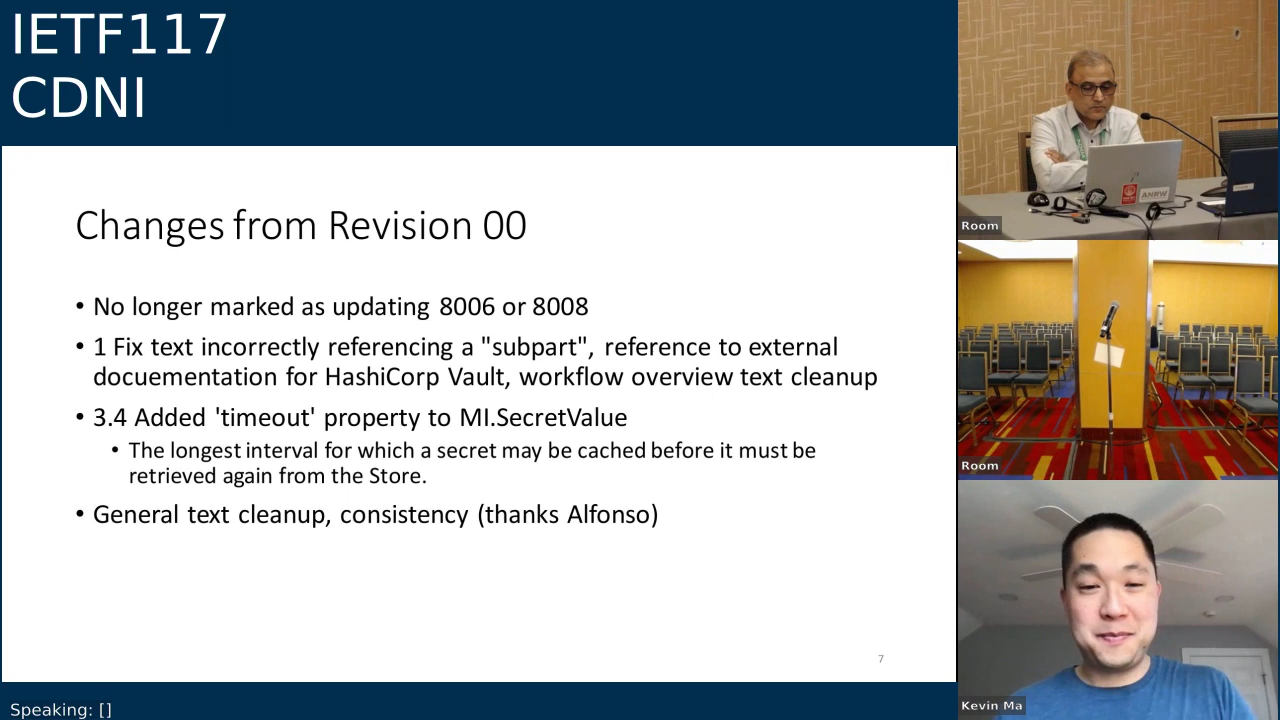 IETF117
CDNI
Changes from Revision 00
• No longer marked as updating 8006 or 8008
• 1 Fix text incorrectly referencing a "subpart", reference to external
docuementation for HashiCorp Vault, workflow overview text cleanup
• 3.4 Added 'timeout' property to MI.SecretValue
• The longest interval for which a secret may be cached before it must be
retrieved again from the Store.
• General text cleanup, consistency (thanks Alfonso)
7
Speaking: []
Room
ANRW
Room
Kevin Ma